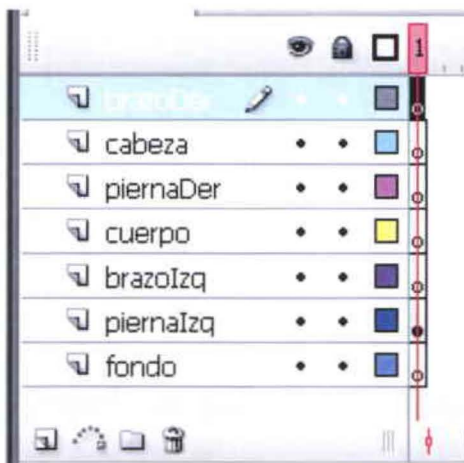 1
brazoDer
cabeza
piernaDer
cuerpo
brazoIzq
piernaIzq
fondo